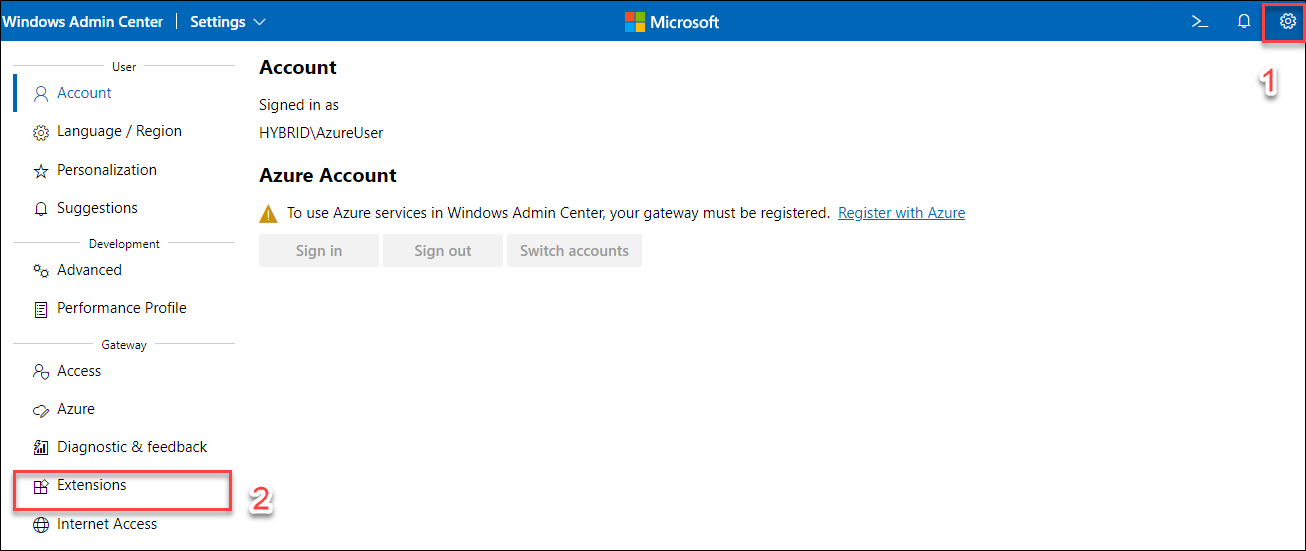 Windows Admin Center | Settings
Microsoft
1
User
Account
Language / Region
Personalization
Suggestions
Development
Advanced
Performance Profile
Gateway
Access
Azure
Diagnostic & feedback
Extensions
2
Internet Access
Account
Signed in as
HYBRID\AzureUser
Azure Account
To use Azure services in Windows Admin Center, your gateway must be registered. Register with Azure
Sign in Sign out Switch accounts